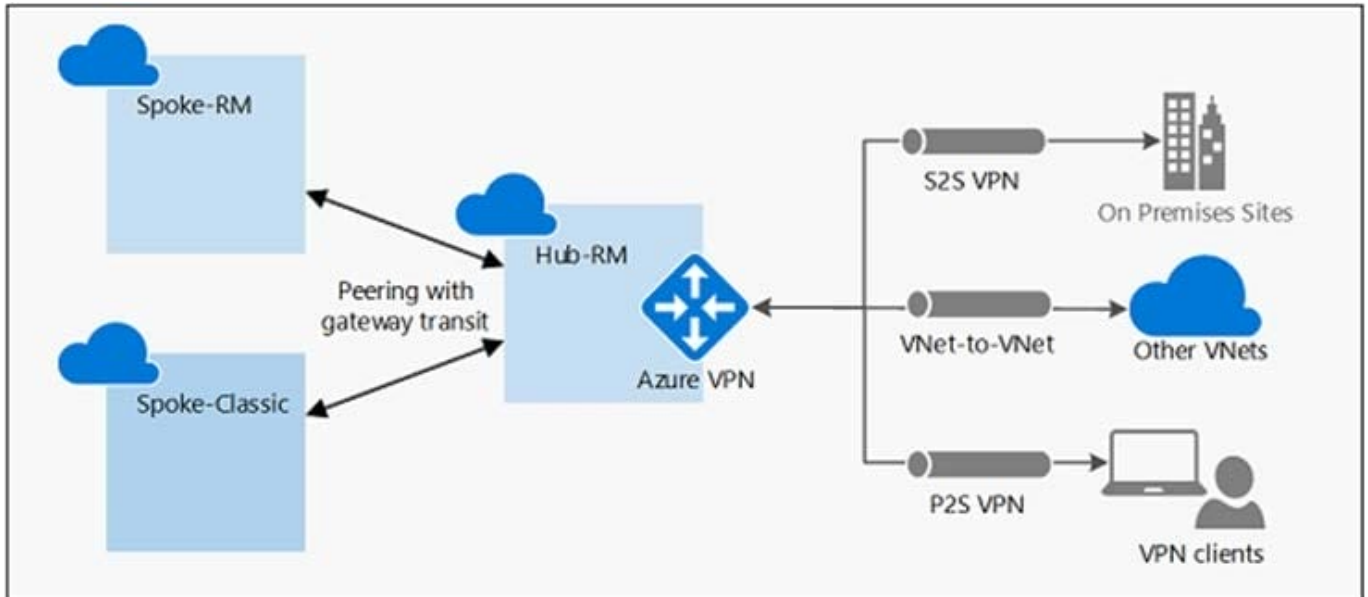 Spoke-RM
Hub-RM
Peering with
gateway transit
Azure VPN
Spoke-Classic
S2S VPN
On Premises Sites
VNet-to-VNet
Other VNets
P2S VPN
VPN clients